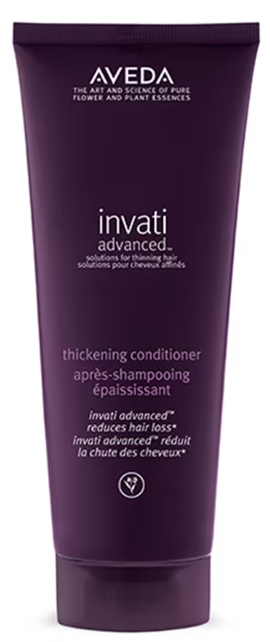 AVEDA
THE ART AND SCIENCE OF PURE
FLOWER AND PLANT ESSENCES
invati
advanced™
solutions for thinning hair
solutions pour cheveux affinés
thickening conditioner
après-shampooing
épaississant
invati advanced™
reduces hair loss*
invati advanced™ réduit
la chute des cheveux*